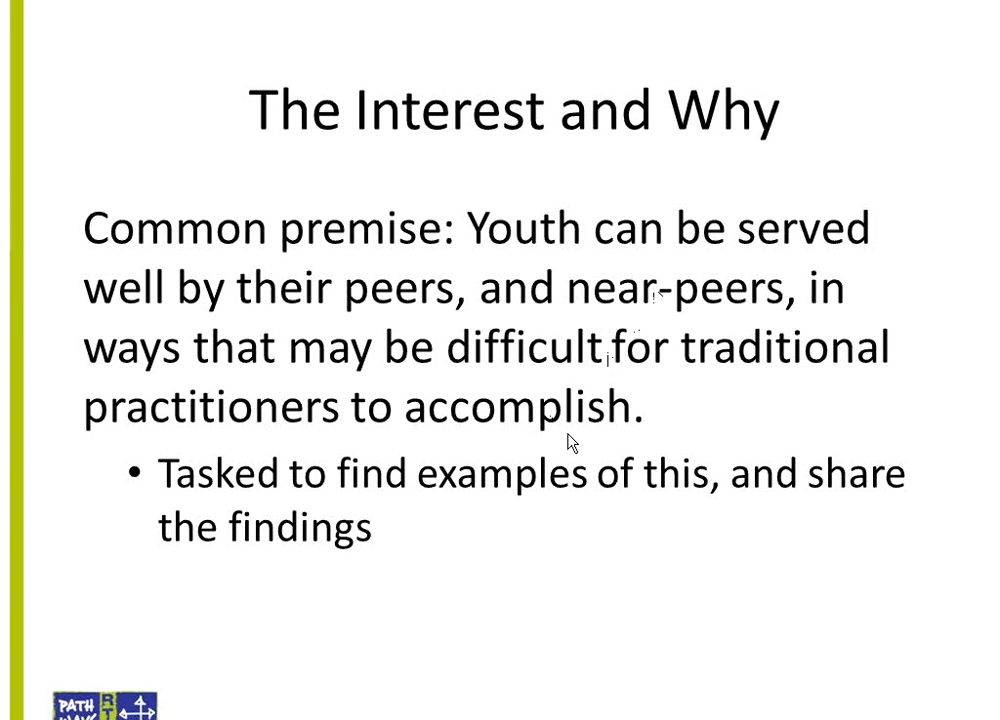 The Interest and Why
Common premise: Youth can be served
well by their peers, and near-peers, in
ways that may be difficult for traditional
practitioners to accomplish.
• Tasked to find examples of this, and share
the findings
PATH
RT